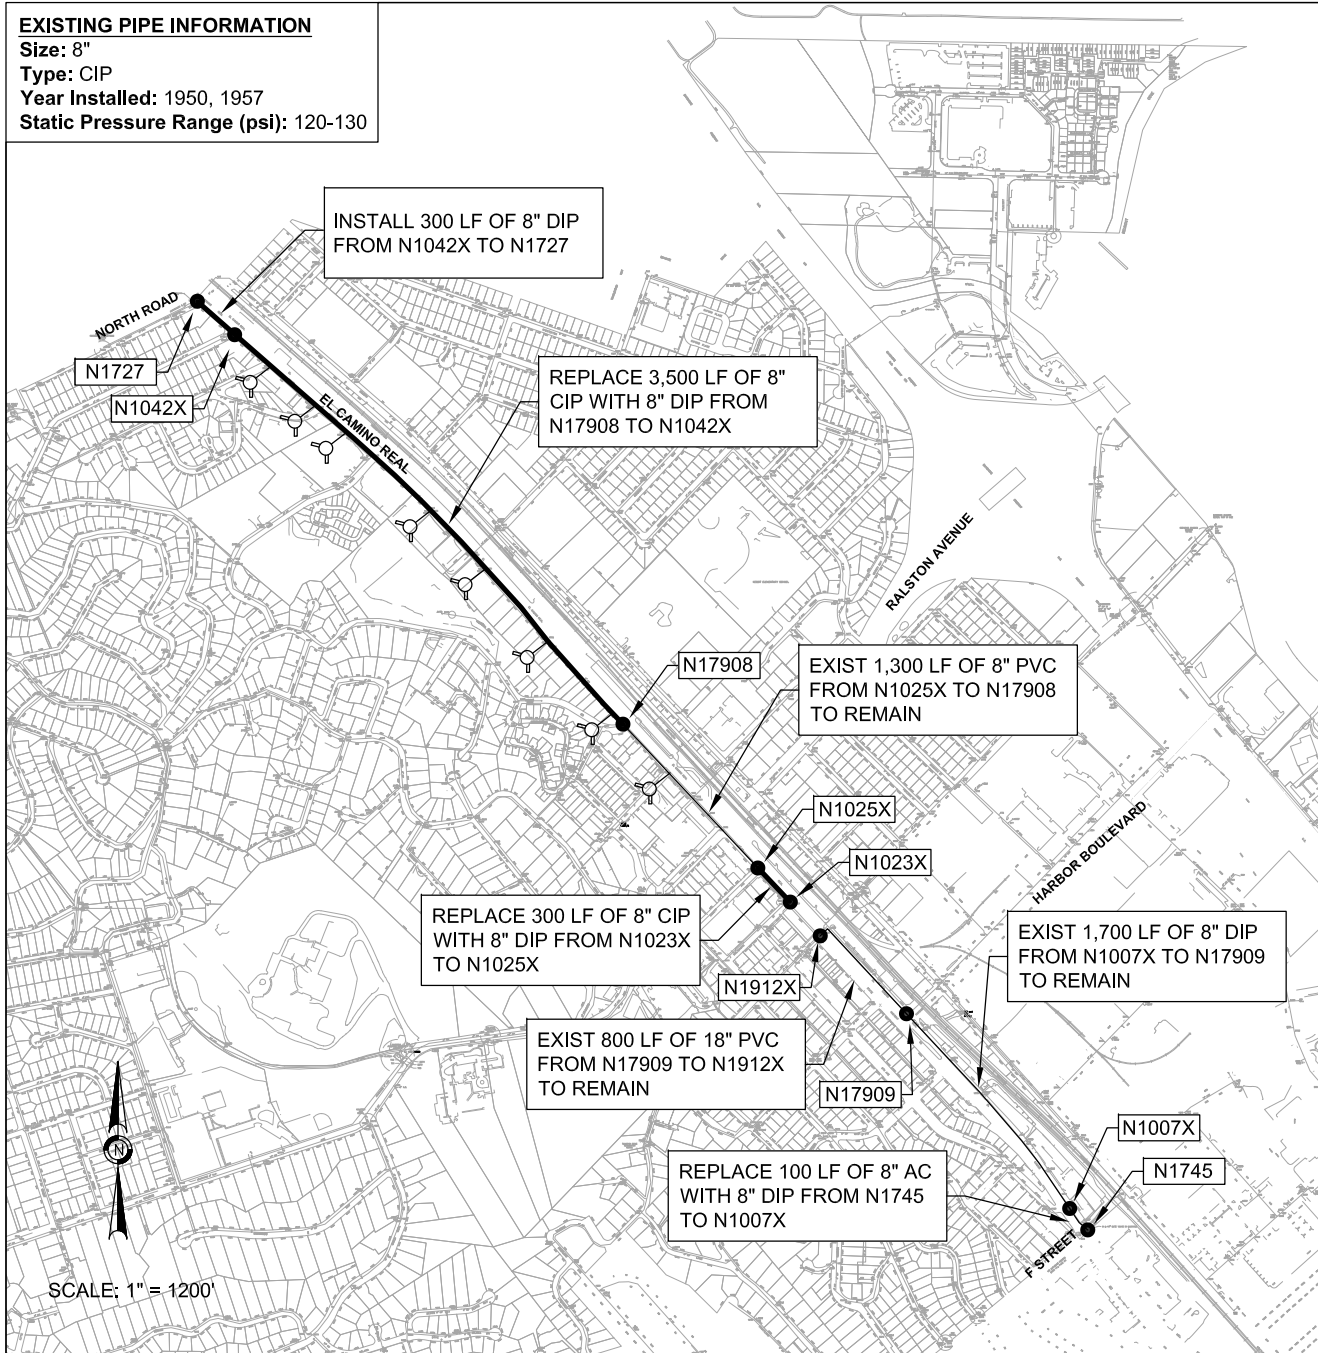 EXISTING PIPE INFORMATION
Size: 8"
Type: CIP
Year Installed: 1950, 1957
Static Pressure Range (psi): 120-130
INSTALL 300 LF OF 8" DIP
FROM N1042X TO N1727
NORTH ROAD
N1727
N1042X
EL CAMINO REAL
REPLACE 3,500 LF OF 8"
CIP WITH 8" DIP FROM
N17908 TO N1042X
RALSTON AVENUE
N17908
EXIST 1,300 LF OF 8" PVC
FROM N1025X TO N17908
TO REMAIN
N1025X
HARBOR BOULEVARD
N1023X
REPLACE 300 LF OF 8" CIP
WITH 8" DIP FROM N1023X
TO N1025X
EXIST 1,700 LF OF 8" DIP
FROM N1007X TO N17909
TO REMAIN
N1912X
EXIST 800 LF OF 18" PVC
FROM N17909 TO N1912X
TO REMAIN
N17909
N1007X
REPLACE 100 LF OF 8" AC
WITH 8" DIP FROM N1745
TO N1007X
N1745
F STREET
N
SCALE: 1" = 1200'